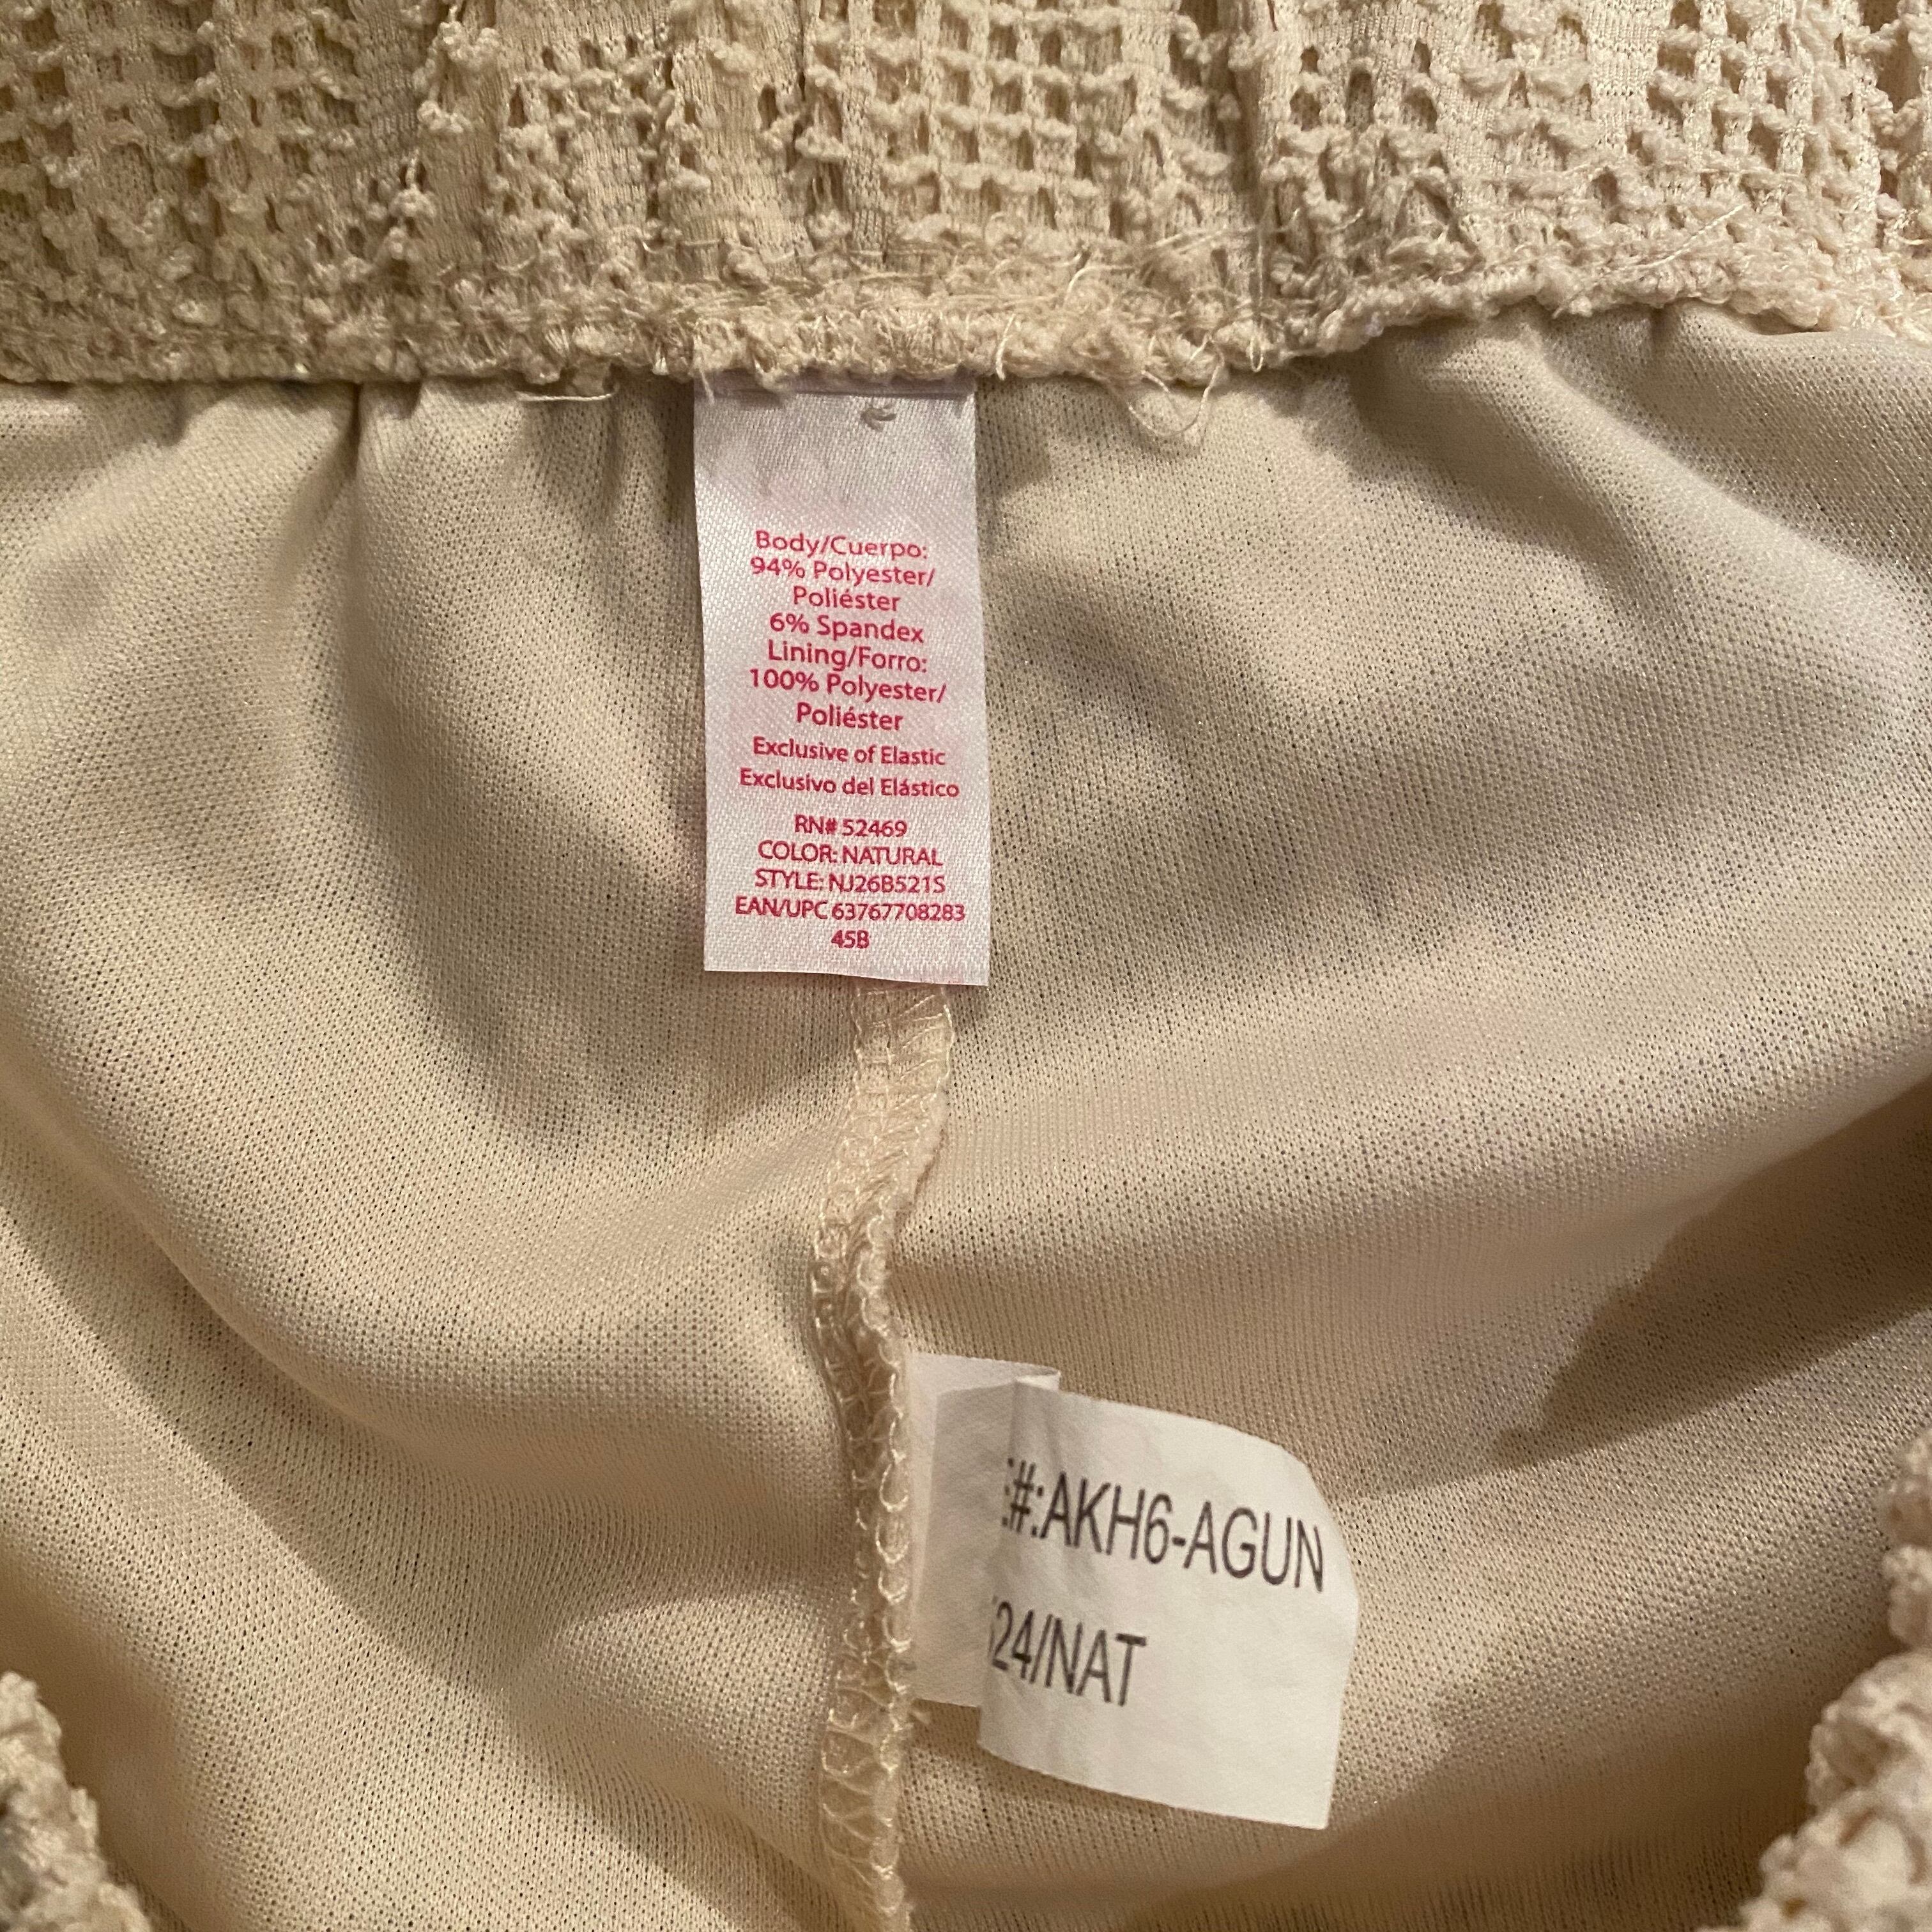 Body/Cuerpo:
94% Polyester/
Poliéster
6% Spandex
Lining/Forro:
100% Polyester/
Poliéster
Exclusive of Elastic
Exclusivo del Elástico
RN# 52469
COLOR: NATURAL
STYLE: NJ26B521S
EAN/UPC 63767708283
45B
#:AKH6-AGUN
24/NAT